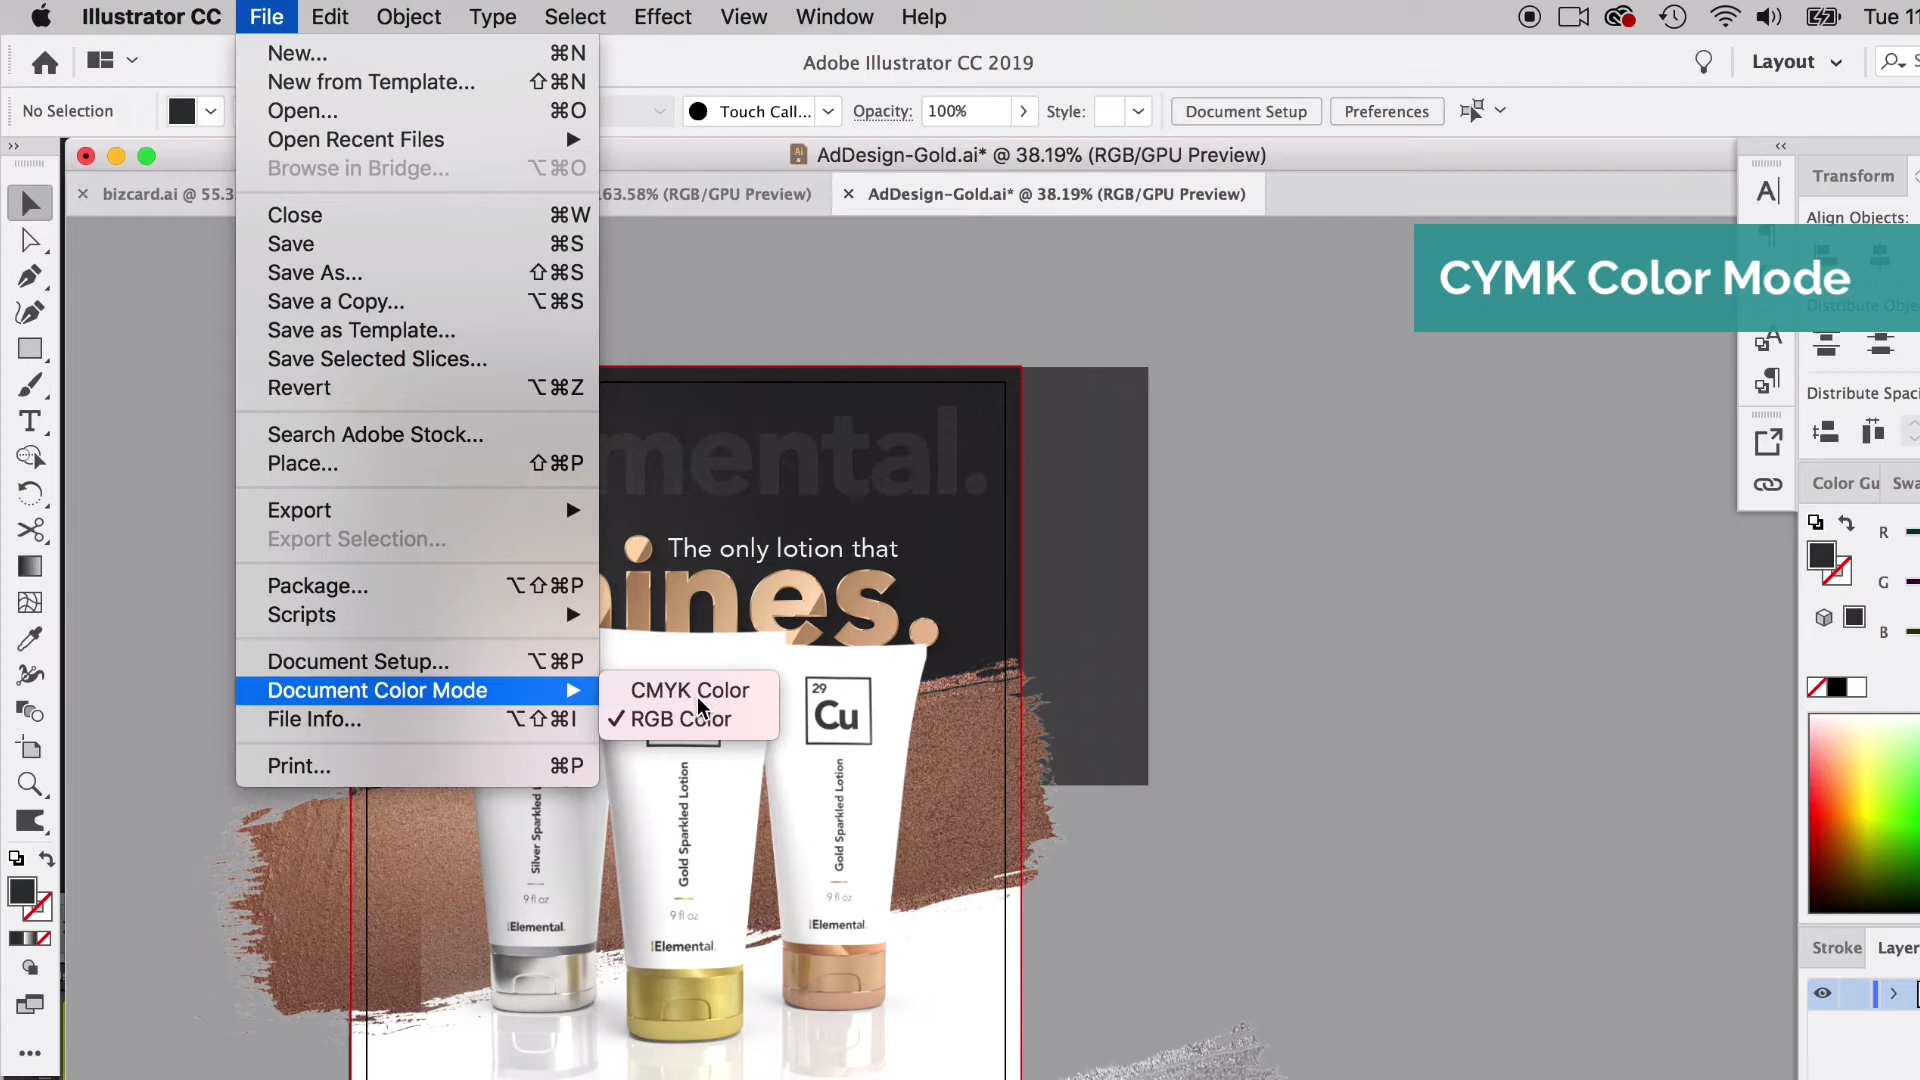 Illustrator CC File Edit Object Type Select Effect View Window Help Tue 11
Adobe Illustrator CC 2019
Layout
No Selection Touch Call... Opacity: 100% Style: Document Setup Preferences
AdDesign-Gold.ai* @ 38.19% (RGB/GPU Preview)
× bizcard.ai @ 55.3 63.58% (RGB/GPU Preview) × AdDesign-Gold.ai* @ 38.19% (RGB/GPU Preview)
New... ⌘N
New from Template... ⇧⌘N
Open... ⌘O
Open Recent Files ▶
Browse in Bridge... ⌥⌘O
Close ⌘W
Save ⌘S
Save As... ⇧⌘S
Save a Copy... ⌥⌘S
Save as Template...
Save Selected Slices...
Revert ⌥⌘Z
Search Adobe Stock...
Place... ⇧⌘P
Export ▶
Export Selection...
Package... ⌥⇧⌘P
Scripts ▶
Document Setup... ⌥⌘P
Document Color Mode ▶
File Info... ⌥⇧⌘I
Print... ⌘P
CMYK Color
✓ RGB Color
CYMK Color Mode
Transform
Align Objects:
Distribute Obje
Distribute Spaci
Color Gu Swa
R
G
B
Stroke Layer
mental.
The only lotion that
ines.
29
Cu
Silver Sparkled L
9 fl oz
Elemental.
Gold Sparkled Lotion
9 fl oz
Elemental.
Gold Sparkled Lotion
9 fl oz
Elemental.